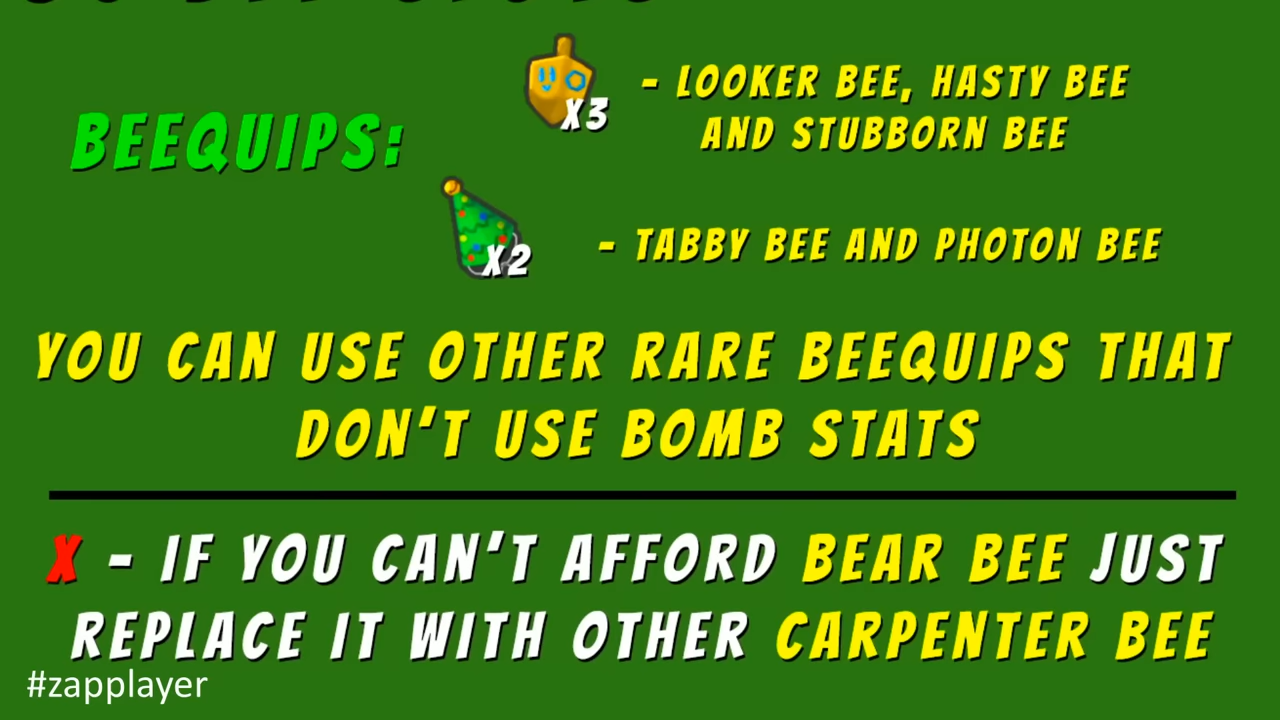 X3
- LOOKER BEE, HASTY BEE
AND STUBBORN BEE
BEEQUIPS:
X2
- TABBY BEE AND PHOTON BEE
YOU CAN USE OTHER RARE BEEQUIPS THAT
DON'T USE BOMB STATS
X - IF YOU CAN'T AFFORD BEAR BEE JUST
REPLACE IT WITH OTHER CARPENTER BEE
#zapplayer